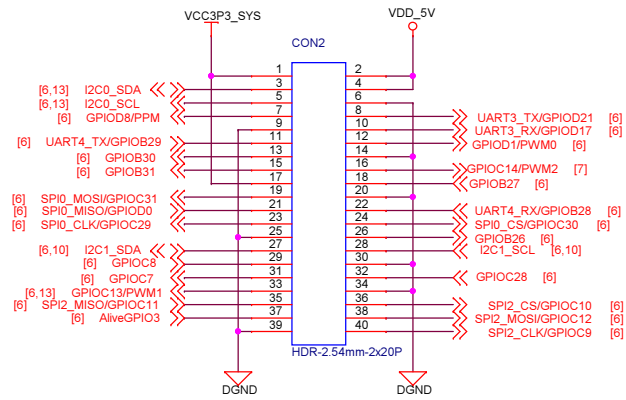 VCC3P3_SYS VDD_5V
CON2
1 2
[6,13] I2C0_SDA 3 4
[6,13] I2C0_SCL 5 6
[6] GPIOD8/PPM 7 8 UART3_TX/GPIOD21 [6]
9 10 UART3_RX/GPIOD17 [6]
[6] UART4_TX/GPIOB29 11 12 GPIOD1/PWM0 [6]
[6] GPIOB30 13 14
[6] GPIOB31 15 16 GPIOC14/PWM2 [7]
17 18 GPIOB27 [6]
[6] SPI0_MOSI/GPIOC31 19 20
[6] SPI0_MISO/GPIOD0 21 22 UART4_RX/GPIOB28 [6]
[6] SPI0_CLK/GPIOC29 23 24 SPI0_CS/GPIOC30 [6]
25 26 GPIOB26 [6]
[6,10] I2C1_SDA 27 28 I2C1_SCL [6,10]
[6] GPIOC8 29 30
[6] GPIOC7 31 32 GPIOC28 [6]
[6,13] GPIOC13/PWM1 33 34
[6] SPI2_MISO/GPIOC11 35 36 SPI2_CS/GPIOC10 [6]
[6] AliveGPIO3 37 38 SPI2_MOSI/GPIOC12 [6]
39 40 SPI2_CLK/GPIOC9 [6]
HDR-2.54mm-2x20P
DGND DGND